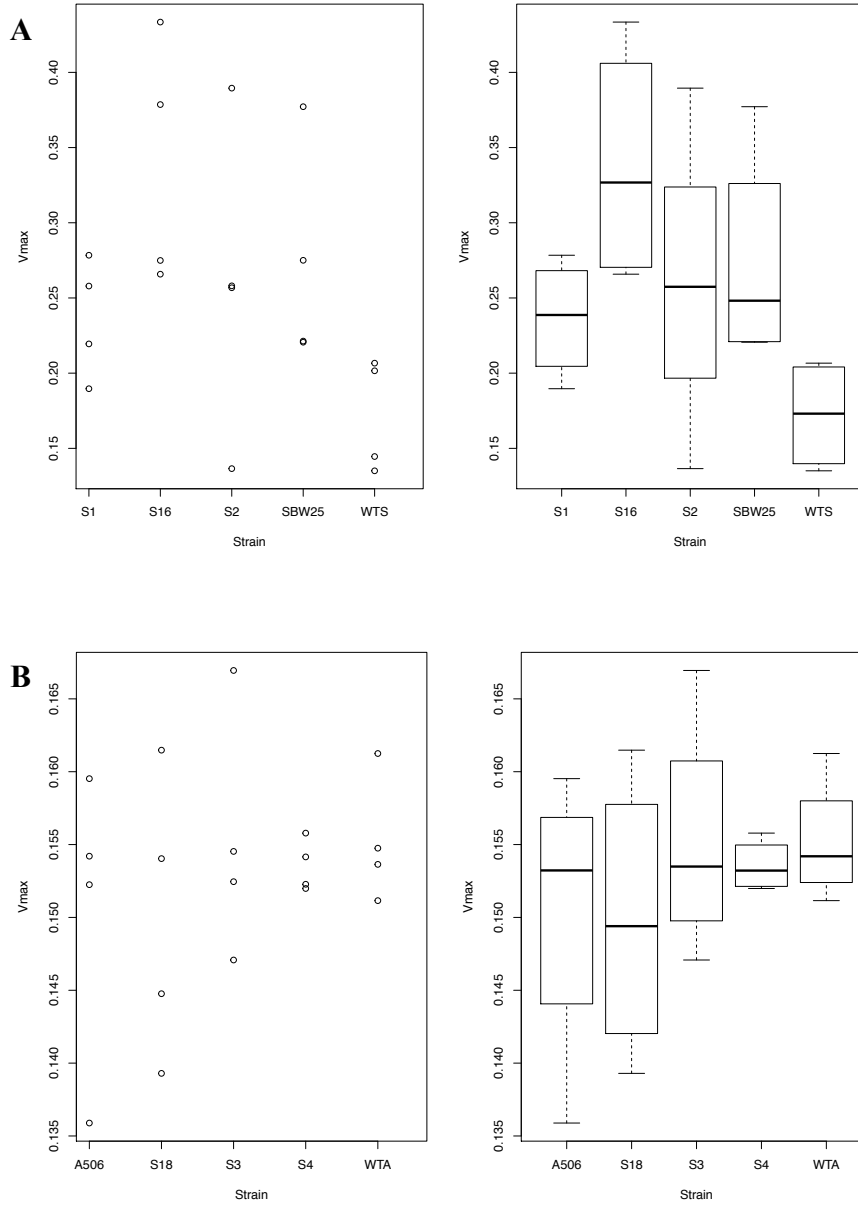 A
0.40
0.35
0.30
0.25
0.20
0.15
Vmax
S1 S16 S2 SBW25 WTS
Strain
0.40
0.35
0.30
0.25
0.20
0.15
Vmax
S1 S16 S2 SBW25 WTS
Strain
B
0.165
0.160
0.155
0.150
0.145
0.140
0.135
Vmax
A506 S18 S3 S4 WTA
Strain
0.165
0.160
0.155
0.150
0.145
0.140
0.135
Vmax
A506 S18 S3 S4 WTA
Strain